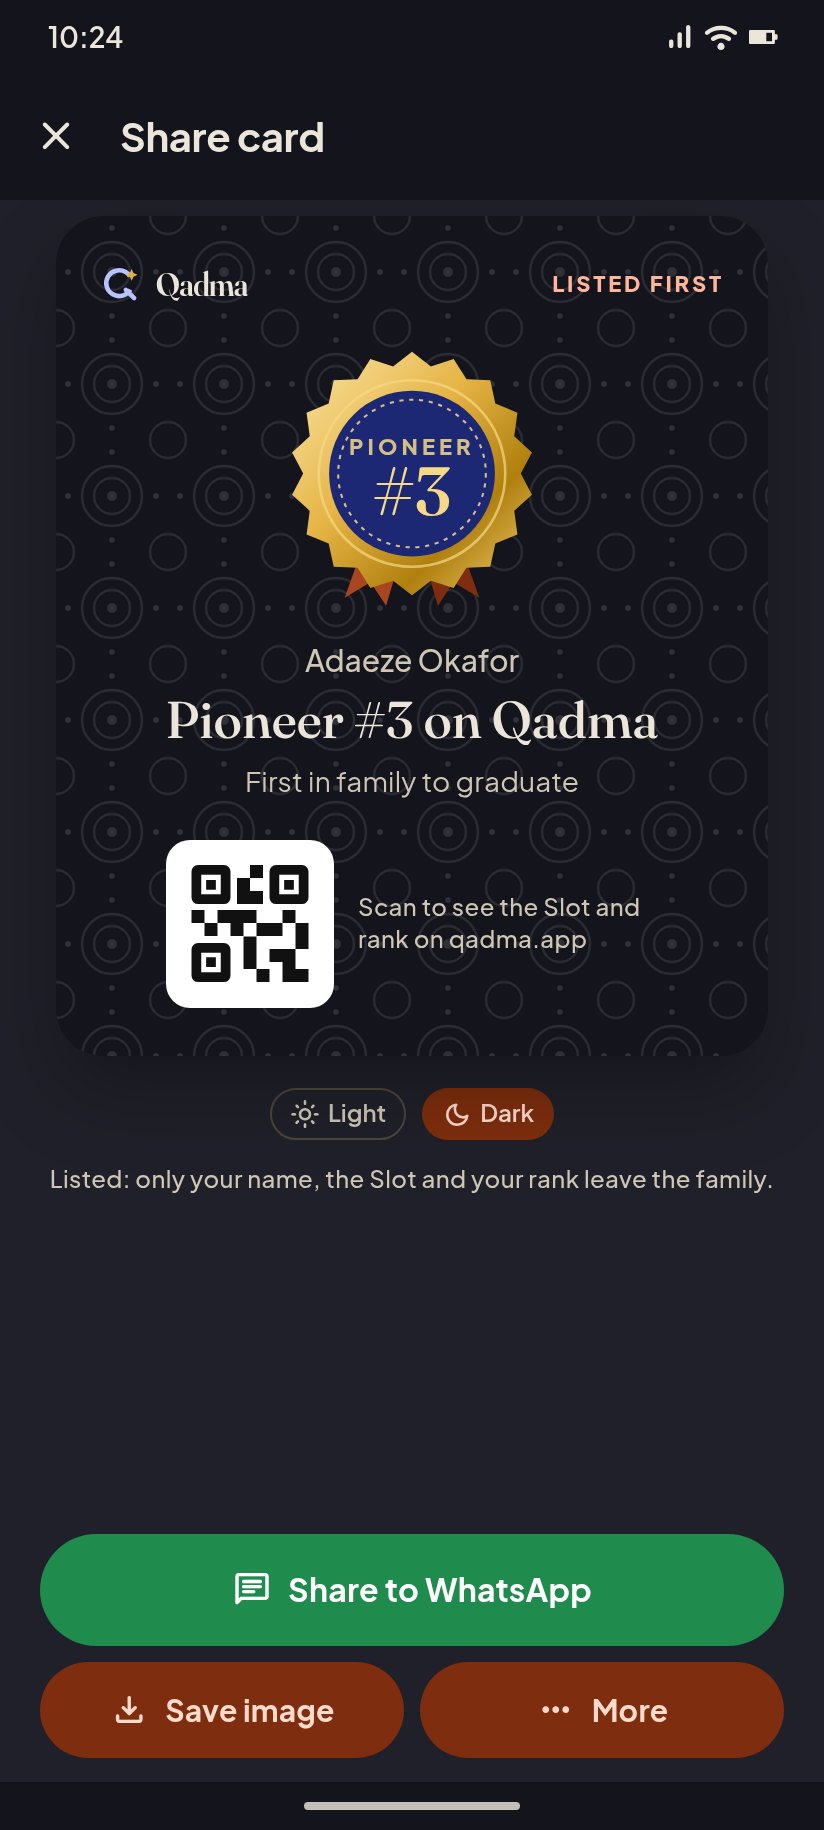 10:24
Share card
Qadma
LISTED FIRST
PIONEER
#3
Adaeze Okafor
Pioneer #3 on Qadma
First in family to graduate
Scan to see the Slot and
rank on qadma.app
Light
Dark
Listed: only your name, the Slot and your rank leave the family.
Share to WhatsApp
Save image
More